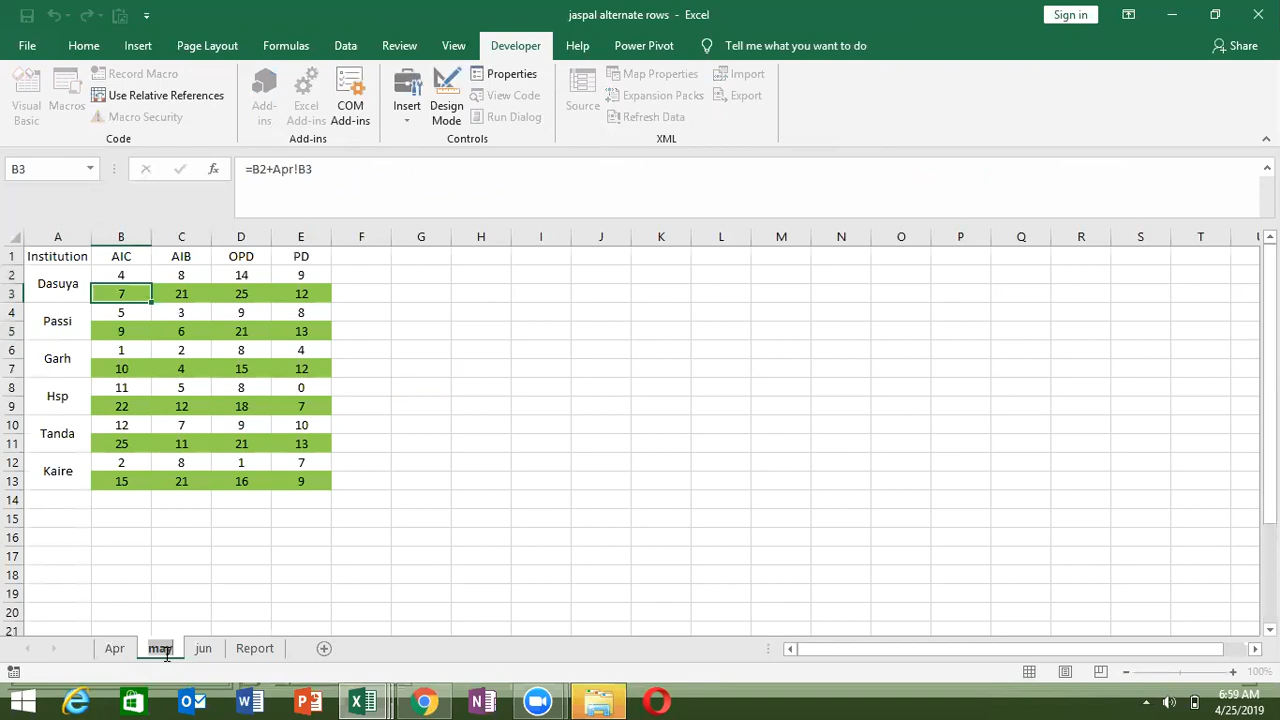 jaspal alternate rows - Excel
Sign in
File Home Insert Page Layout Formulas Data Review View Developer Help Power Pivot Tell me what you want to do Share
Visual Basic
Macros
Record Macro
Use Relative References
Macro Security
Code
Add-ins
Excel Add-ins
COM Add-ins
Add-ins
Insert
Design Mode
Properties
View Code
Run Dialog
Controls
Source
Map Properties
Expansion Packs
Refresh Data
Import
Export
XML
B3 fx =B2+Apr!B3
A B C D E F G H I J K L M N O P Q R S T U
1 Institution AIC AIB OPD PD
2 Dasuya 4 8 14 9
3 7 21 25 12
4 Passi 5 3 9 8
5 9 6 21 13
6 Garh 1 2 8 4
7 10 4 15 12
8 Hsp 11 5 8 0
9 22 12 18 7
10 Tanda 12 7 9 10
11 25 11 21 13
12 Kaire 2 8 1 7
13 15 21 16 9
14
15
16
17
18
19
20
21
Apr may jun Report
100%
6:59 AM
4/25/2019